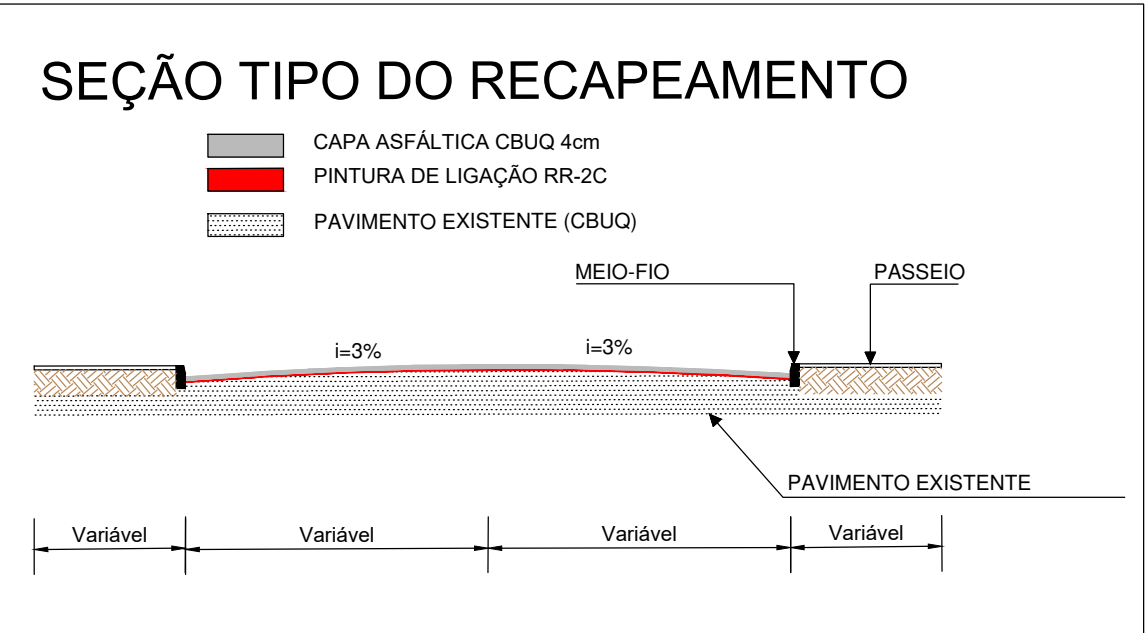 SEÇÃO TIPO DO RECAPEAMENTO
CAPA ASFÁLTICA CBUQ 4cm
PINTURA DE LIGAÇÃO RR-2C
PAVIMENTO EXISTENTE (CBUQ)
MEIO-FIO
PASSEIO
i=3%
i=3%
PAVIMENTO EXISTENTE
Variável
Variável
Variável
Variável